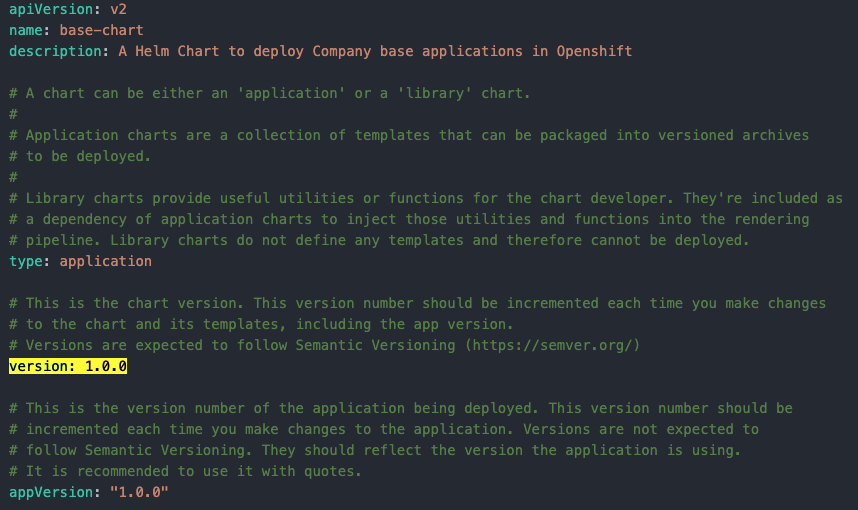 apiVersion: v2
name: base-chart
description: A Helm Chart to deploy Company base applications in Openshift
# A chart can be either an 'application' or a 'library' chart.
#
# Application charts are a collection of templates that can be packaged into versioned archives
# to be deployed.
#
# Library charts provide useful utilities or functions for the chart developer. They're included as
# a dependency of application charts to inject those utilities and functions into the rendering
# pipeline. Library charts do not define any templates and therefore cannot be deployed.
type: application
# This is the chart version. This version number should be incremented each time you make changes
# to the chart and its templates, including the app version.
# Versions are expected to follow Semantic Versioning (https://semver.org/)
version: 1.0.0
# This is the version number of the application being deployed. This version number should be
# incremented each time you make changes to the application. Versions are not expected to
# follow Semantic Versioning. They should reflect the version the application is using.
# It is recommended to use it with quotes.
appVersion: "1.0.0"